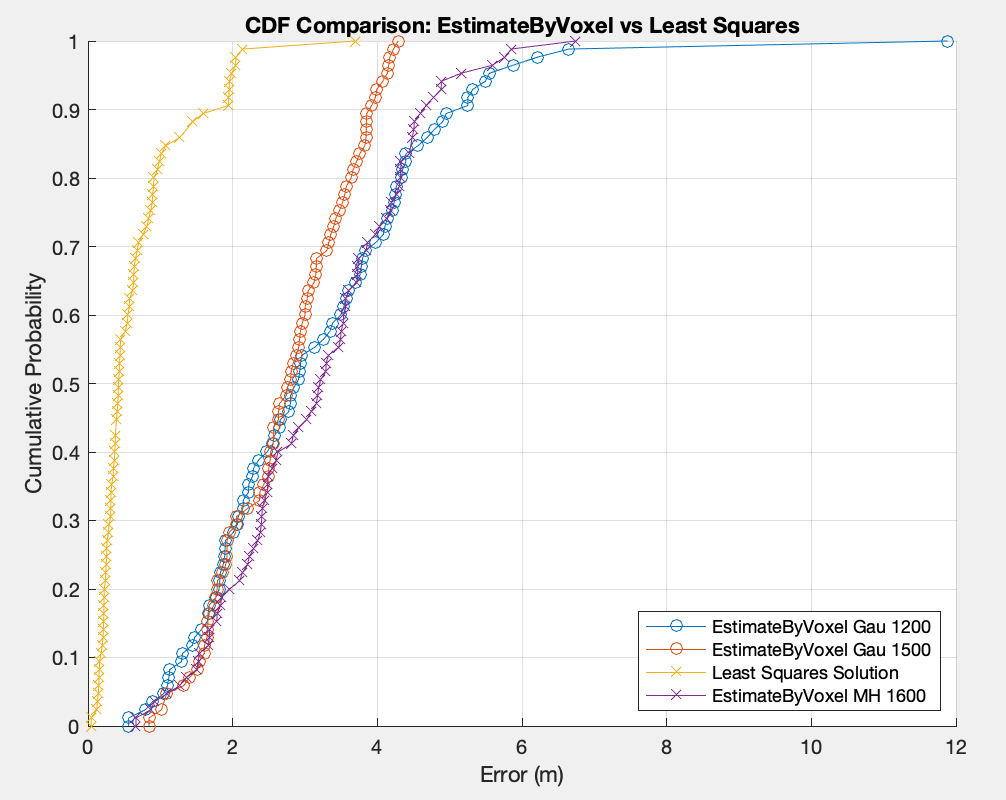 CDF Comparison: EstimateByVoxel vs Least Squares
1
0.9
0.8
0.7
0.6
0.5
0.4
0.3
0.2
0.1
0
Cumulative Probability
EstimateByVoxel Gau 1200
EstimateByVoxel Gau 1500
Least Squares Solution
EstimateByVoxel MH 1600
0 2 4 6 8 10 12
Error (m)